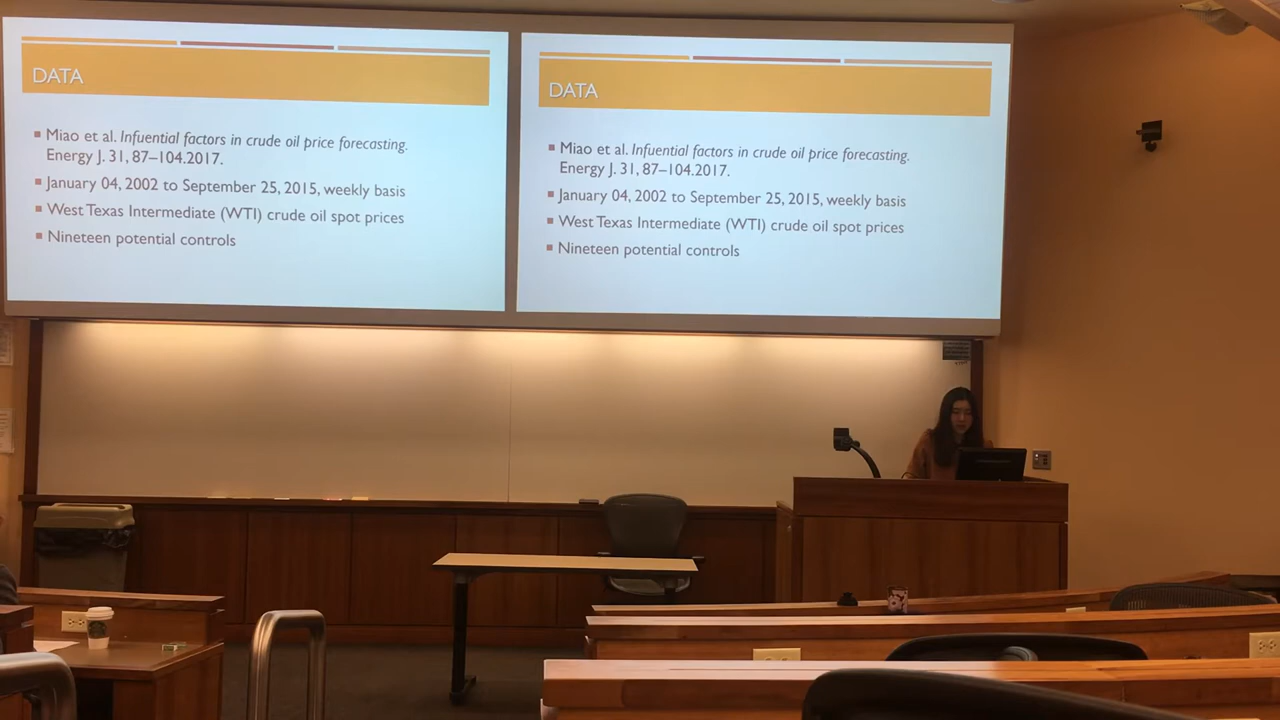 DATA
Miao et al. Infuential factors in crude oil price forecasting.
Energy J. 31, 87–104.2017.
January 04, 2002 to September 25, 2015, weekly basis
West Texas Intermediate (WTI) crude oil spot prices
Nineteen potential controls
DATA
Miao et al. Infuential factors in crude oil price forecasting.
Energy J. 31, 87–104.2017.
January 04, 2002 to September 25, 2015, weekly basis
West Texas Intermediate (WTI) crude oil spot prices
Nineteen potential controls